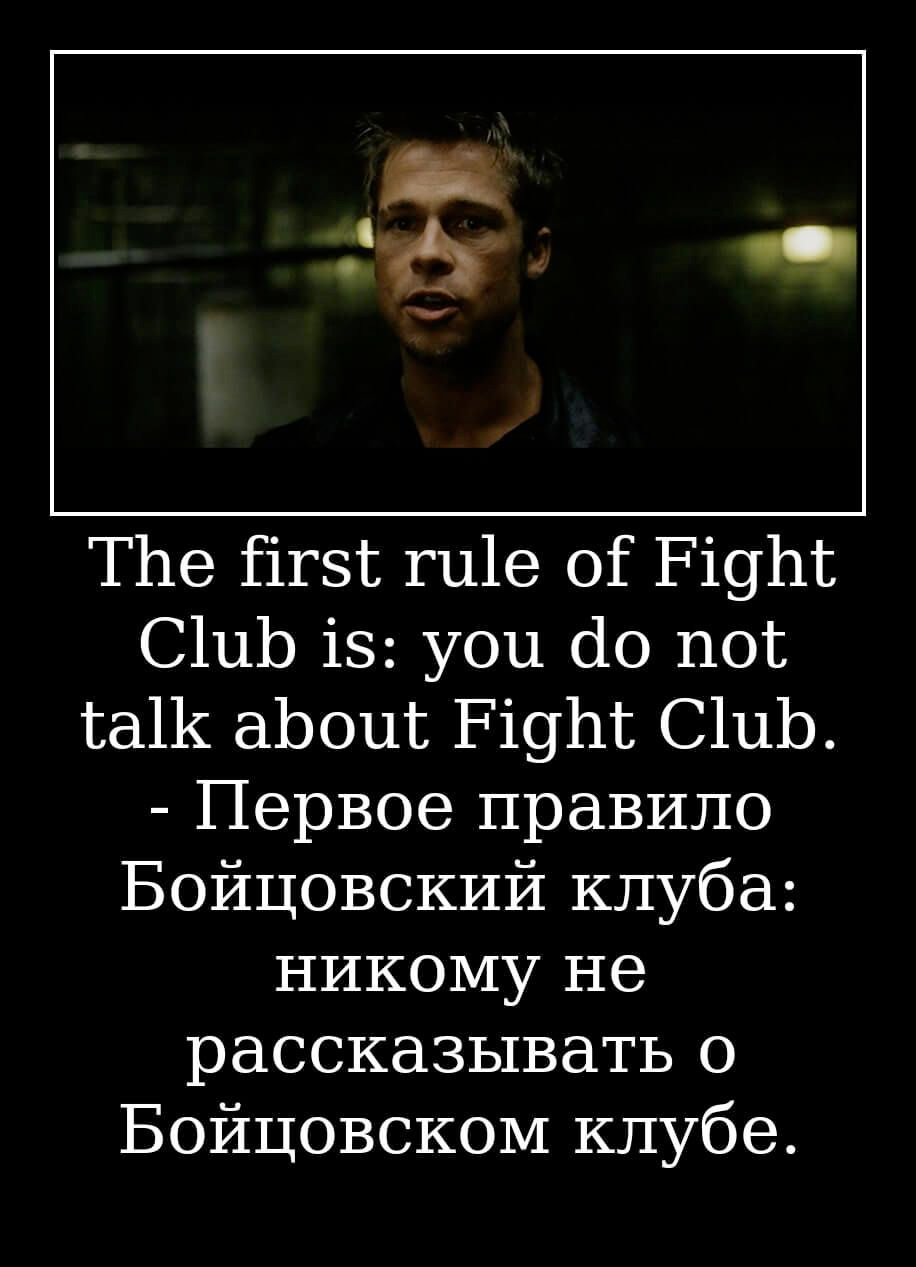 The first rule of Fight
Club is: you do not
talk about Fight Club.
- Первое правило
Бойцовский клуба:
никому не
рассказывать о
Бойцовском клубе.